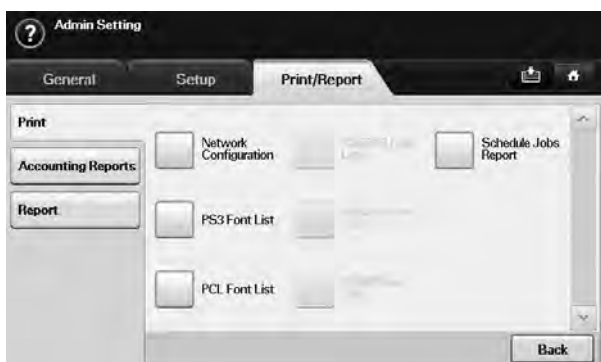 ?
Admin Setting
General
Setup
Print/Report
Print
Accounting Reports
Report
Network
Configuration
Schedule Jobs
Report
PS3 Font List
PCL Font List
Back